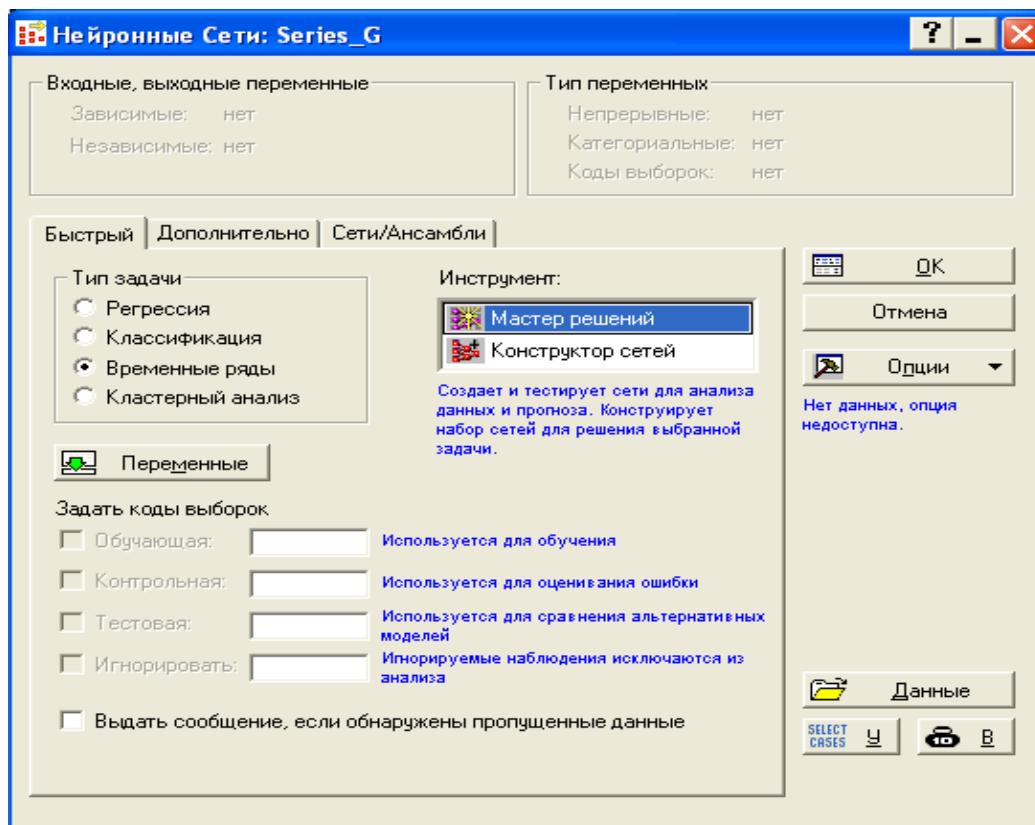 Нейронные Сети: Series_G
Входные, выходные переменные
Зависимые: нет
Независимые: нет
Тип переменных
Непрерывные: нет
Категориальные: нет
Коды выборок: нет
Быстрый
Дополнительно
Сети/Ансамбли
Тип задачи
Регрессия
Классификация
Временные ряды
Кластерный анализ
Инструмент:
Мастер решений
Конструктор сетей
Создает и тестирует сети для анализа
данных и прогноза. Конструирует
набор сетей для решения выбранной
задачи.
Переменные
Задать коды выборок
Обучающая:
Используется для обучения
Контрольная:
Используется для оценивания ошибки
Тестовая:
Используется для сравнения альтернативных
моделей
Игнорировать:
Игнорируемые наблюдения исключаются из
анализа
Выдать сообщение, если обнаружены пропущенные данные
OK
Отмена
Опции
Нет данных, опция
недоступна.
Данные
SELECT
CASES
У
10
В